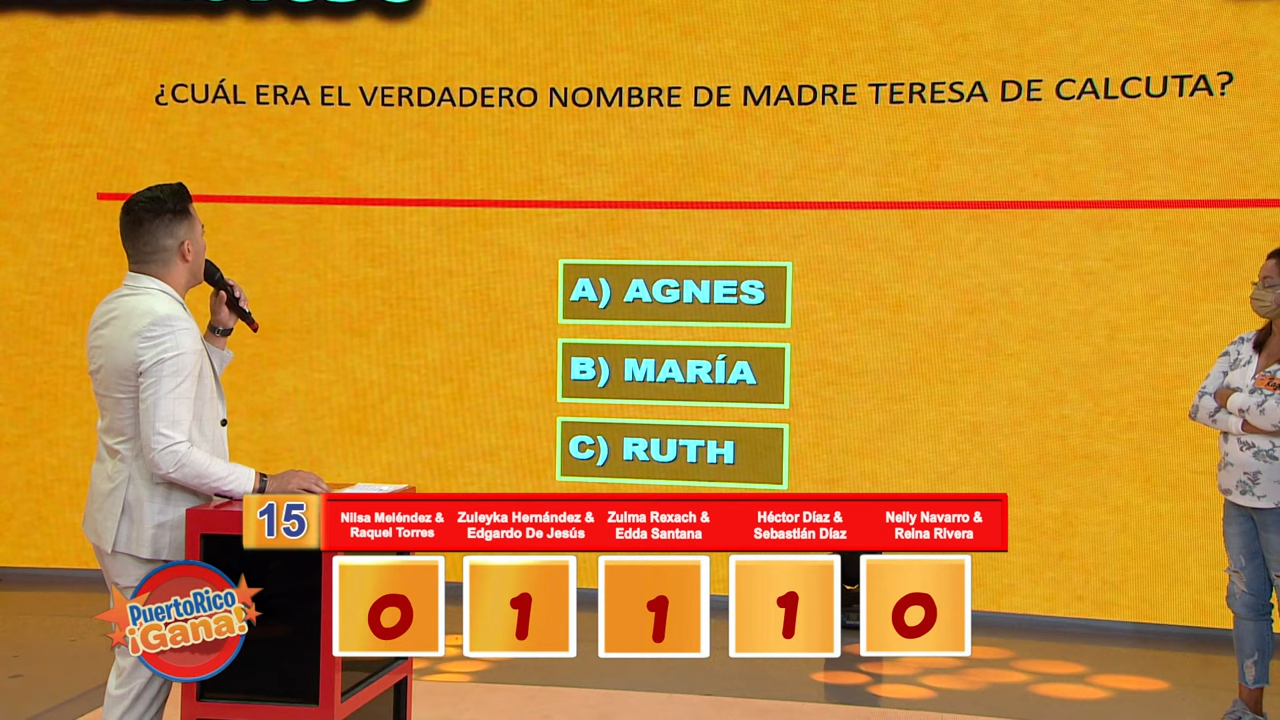 ¿CUÁL ERA EL VERDADERO NOMBRE DE MADRE TERESA DE CALCUTA?
A) AGNES
B) MARÍA
C) RUTH
15
Nilsa Meléndez &
Raquel Torres
Zuleyka Hernández &
Edgardo De Jesús
Zulma Rexach &
Edda Santana
Héctor Díaz &
Sebastián Díaz
Nelly Navarro &
Reina Rivera
0 1 1 1 0
PuertoRico
¡Gana!